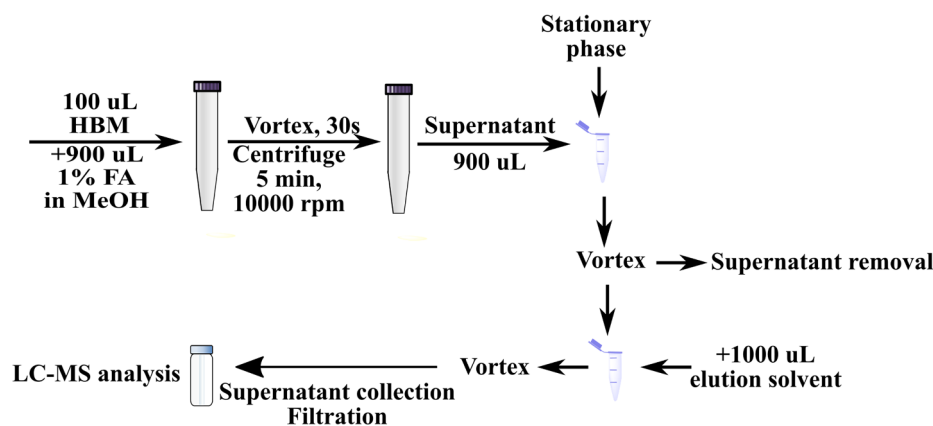 Stationary
phase
100 uL
HBM
+900 uL
1% FA
in MeOH
Vortex, 30s
Centrifuge
5 min,
10000 rpm
Supernatant
900 uL
Vortex
Supernatant removal
+1000 uL
elution solvent
Vortex
Supernatant collection
Filtration
LC-MS analysis